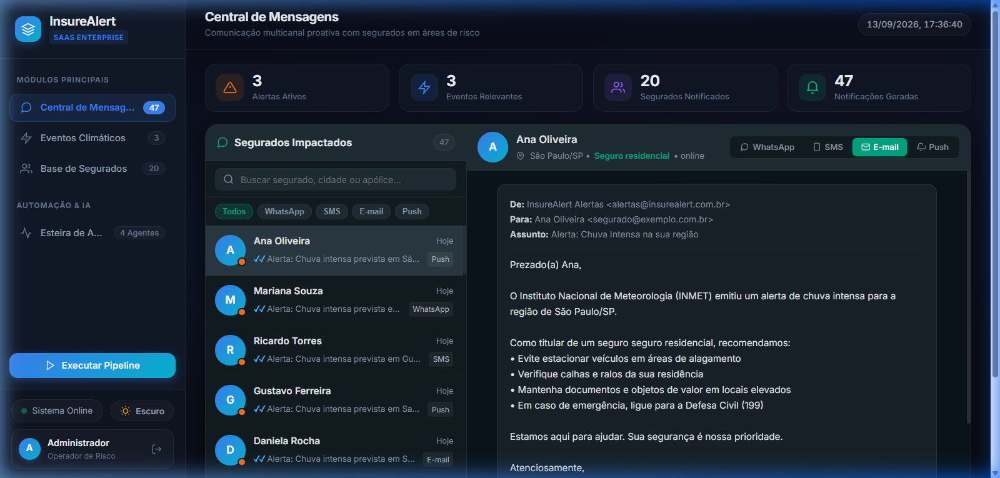 InsureAlert
SAAS ENTERPRISE
MÓDULOS PRINCIPAIS
Central de Mensag... 47
Eventos Climáticos 3
Base de Segurados 20
AUTOMAÇÃO & IA
Esteira de A... 4 Agentes
Executar Pipeline
Sistema Online
Escuro
A
Administrador
Operador de Risco
Central de Mensagens
Comunicação multicanal proativa com segurados em áreas de risco
13/09/2026, 17:36:40
3
Alertas Ativos
3
Eventos Relevantes
20
Segurados Notificados
47
Notificações Geradas
Segurados Impactados 47
Buscar segurado, cidade ou apólice...
Todos WhatsApp SMS E-mail Push
A
Ana Oliveira Hoje
Alerta: Chuva intensa prevista em Sã... Push
M
Mariana Souza Hoje
Alerta: Chuva intensa prevista e... WhatsApp
R
Ricardo Torres Hoje
Alerta: Chuva intensa prevista em Gu... SMS
G
Gustavo Ferreira Hoje
Alerta: Chuva intensa prevista em Sa... Push
D
Daniela Rocha Hoje
Alerta: Chuva intensa prevista em S... E-mail
A
Ana Oliveira
São Paulo/SP • Seguro residencial • online
WhatsApp SMS E-mail Push
De: InsureAlert Alertas <alertas@insurealert.com.br>
Para: Ana Oliveira <segurado@exemplo.com.br>
Assunto: Alerta: Chuva Intensa na sua região
Prezado(a) Ana,
O Instituto Nacional de Meteorologia (INMET) emitiu um alerta de chuva intensa para a
região de São Paulo/SP.
Como titular de um seguro seguro residencial, recomendamos:
• Evite estacionar veículos em áreas de alagamento
• Verifique calhas e ralos da sua residência
• Mantenha documentos e objetos de valor em locais elevados
• Em caso de emergência, ligue para a Defesa Civil (199)
Estamos aqui para ajudar. Sua segurança é nossa prioridade.
Atenciosamente,